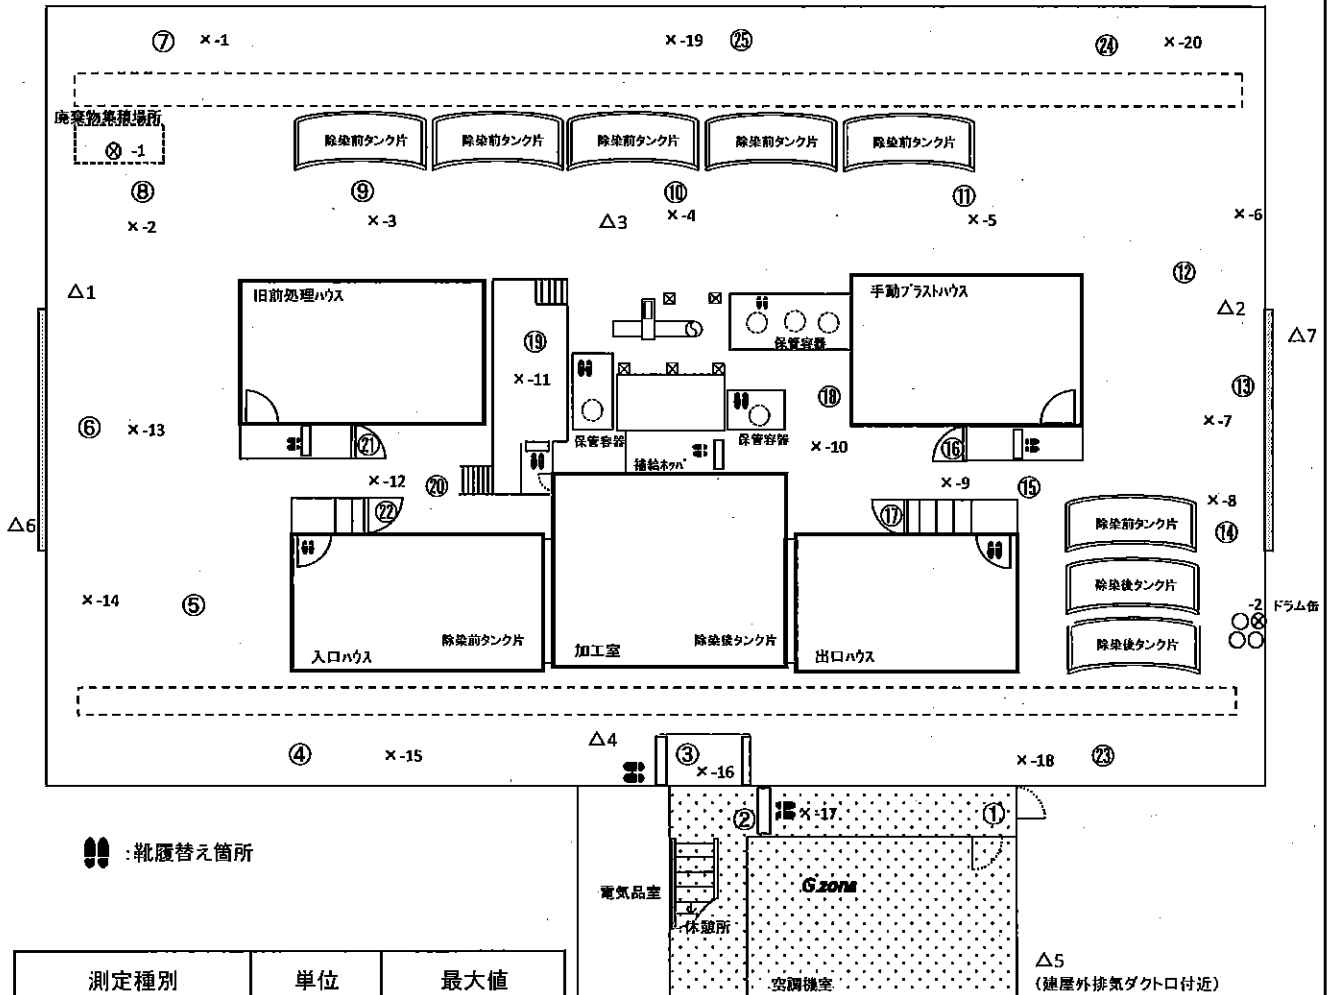 ⑦ ×-1 ×-19 ㉕ ㉔ ×-20
廃棄物集積場所
⊗ -1
除染前タンク片 除染前タンク片 除染前タンク片 除染前タンク片 除染前タンク片
⑧ ⑨ ⑩ ⑪
×-2 ×-3 △3 ×-4 ×-5 ×-6
⑫
△1 旧前処理ハウス 手動ブラストハウス △2
△7
⑲ 保管容器
×-11 ⑱ ⑬
⑥ ×-13 ㉑ 保管容器 保管容器 ×-10 ⑯ ×-7
補給ホッパ
×-12 ⑳ ×-9 ⑮ ×-8
△6 ㉒ ⑰ 除染前タンク片 ⑭
除染後タンク片
×-14 ⑤ -2 ドラム缶
入口ハウス 除染前タンク片 加工室 除染後タンク片 出口ハウス 除染後タンク片
④ ×-15 △4 ③ ×-16 ×-18 ㉓
② ×-17 ①
:靴履替え箇所
電気品室 G zone
休憩所
測定種別 単位 最大値
空調機室
△5
(建屋外排気ダクト口付近)